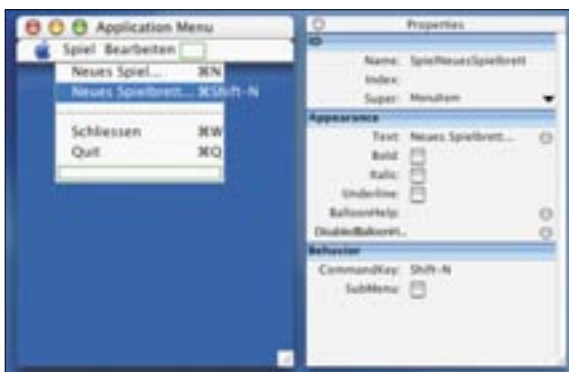 Application Menu
Spiel Bearbeiten
Neues Spiel... ⌘N
Neues Spielbrett... ⌘Shift-N
Schliessen ⌘W
Quit ⌘Q
Properties
ID
Name: SpielNeuesSpielbrett
Index:
Super: MenuItem
Appearance
Text: Neues Spielbrett...
Bold:
Italic:
Underline:
BalloonHelp:
DisabledBalloonH...
Behavior
CommandKey: Shift-N
SubMenu: